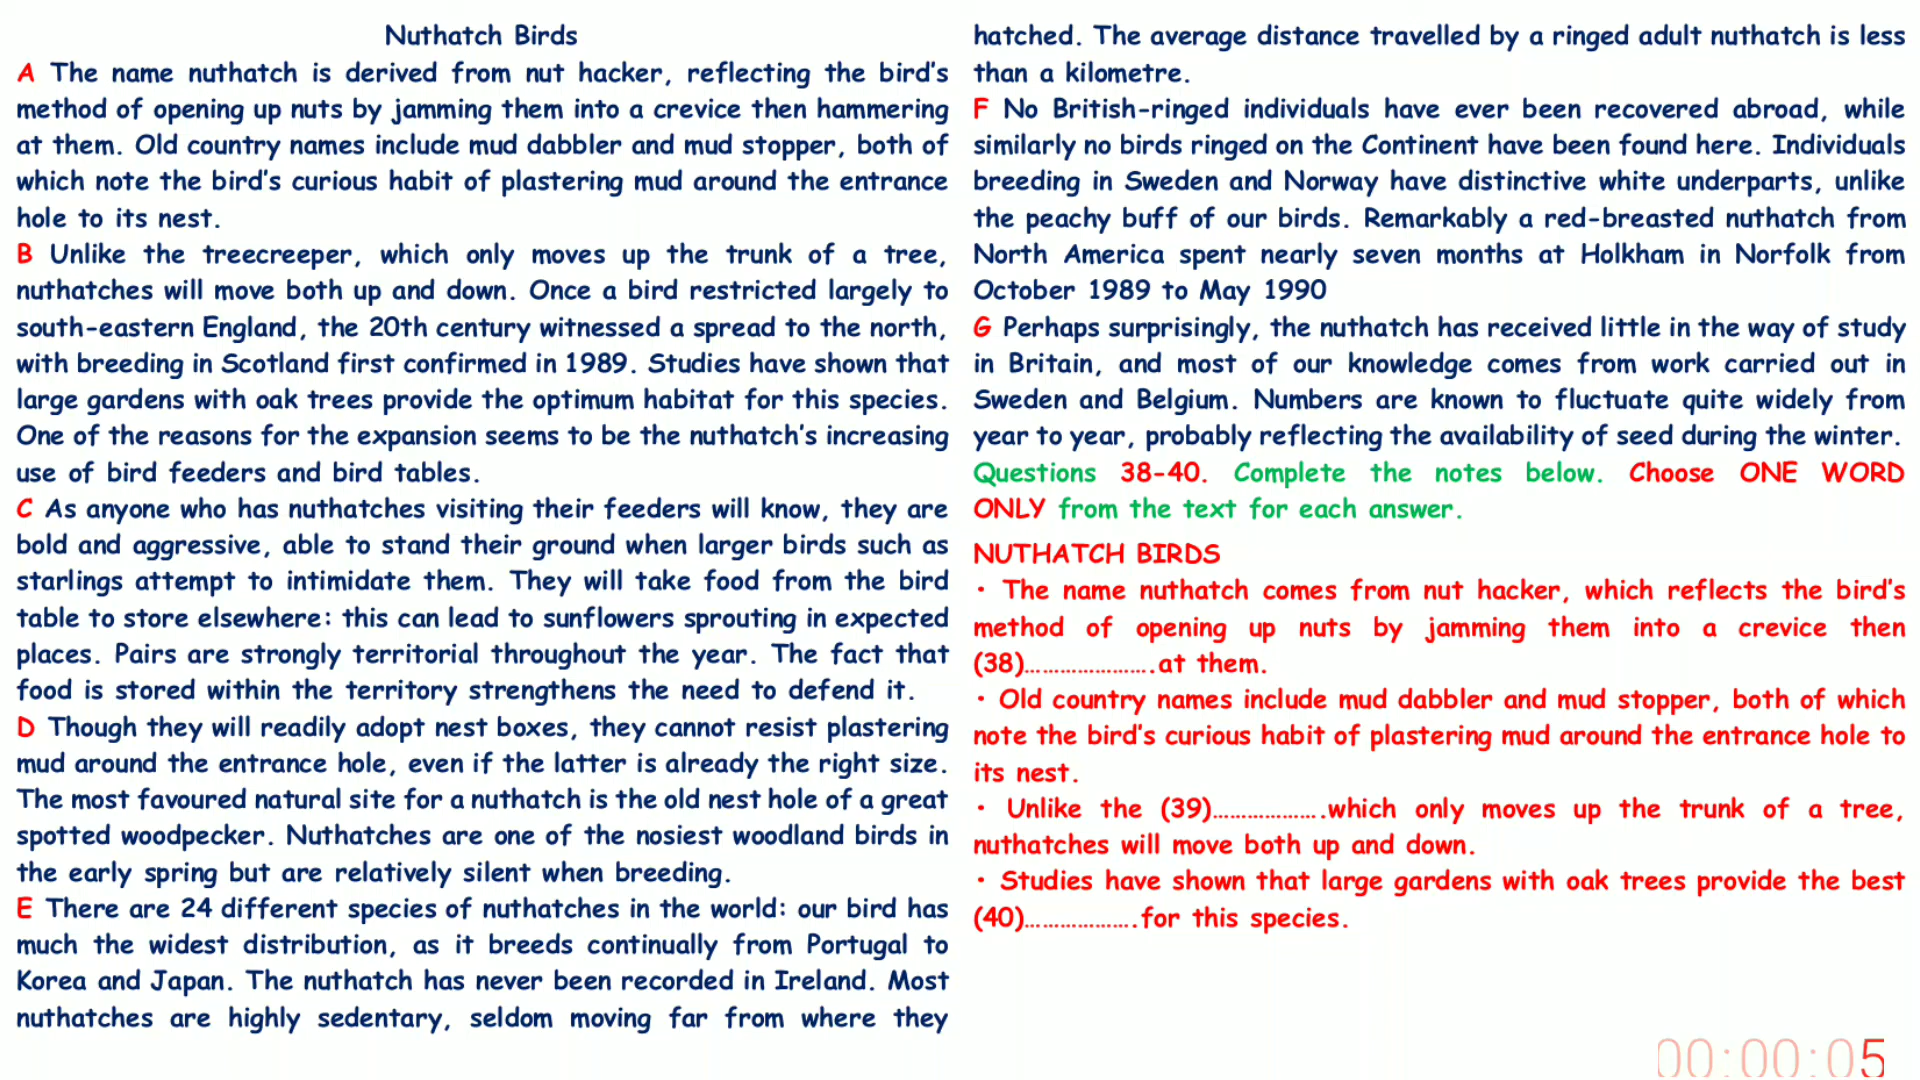 Nuthatch Birds
A The name nuthatch is derived from nut hacker, reflecting the bird's
method of opening up nuts by jamming them into a crevice then hammering
at them. Old country names include mud dabbler and mud stopper, both of
which note the bird's curious habit of plastering mud around the entrance
hole to its nest.
B Unlike the treecreeper, which only moves up the trunk of a tree,
nuthatches will move both up and down. Once a bird restricted largely to
south-eastern England, the 20th century witnessed a spread to the north,
with breeding in Scotland first confirmed in 1989. Studies have shown that
large gardens with oak trees provide the optimum habitat for this species.
One of the reasons for the expansion seems to be the nuthatch's increasing
use of bird feeders and bird tables.
C As anyone who has nuthatches visiting their feeders will know, they are
bold and aggressive, able to stand their ground when larger birds such as
starlings attempt to intimidate them. They will take food from the bird
table to store elsewhere: this can lead to sunflowers sprouting in expected
places. Pairs are strongly territorial throughout the year. The fact that
food is stored within the territory strengthens the need to defend it.
D Though they will readily adopt nest boxes, they cannot resist plastering
mud around the entrance hole, even if the latter is already the right size.
The most favoured natural site for a nuthatch is the old nest hole of a great
spotted woodpecker. Nuthatches are one of the nosiest woodland birds in
the early spring but are relatively silent when breeding.
E There are 24 different species of nuthatches in the world: our bird has
much the widest distribution, as it breeds continually from Portugal to
Korea and Japan. The nuthatch has never been recorded in Ireland. Most
nuthatches are highly sedentary, seldom moving far from where they
hatched. The average distance travelled by a ringed adult nuthatch is less
than a kilometre.
F No British-ringed individuals have ever been recovered abroad, while
similarly no birds ringed on the Continent have been found here. Individuals
breeding in Sweden and Norway have distinctive white underparts, unlike
the peachy buff of our birds. Remarkably a red-breasted nuthatch from
North America spent nearly seven months at Holkham in Norfolk from
October 1989 to May 1990
G Perhaps surprisingly, the nuthatch has received little in the way of study
in Britain, and most of our knowledge comes from work carried out in
Sweden and Belgium. Numbers are known to fluctuate quite widely from
year to year, probably reflecting the availability of seed during the winter.
Questions 38-40. Complete the notes below. Choose ONE WORD
ONLY from the text for each answer.
NUTHATCH BIRDS
• The name nuthatch comes from nut hacker, which reflects the bird's
method of opening up nuts by jamming them into a crevice then
(38)………………….at them.
• Old country names include mud dabbler and mud stopper, both of which
note the bird's curious habit of plastering mud around the entrance hole to
its nest.
• Unlike the (39)……………….which only moves up the trunk of a tree,
nuthatches will move both up and down.
• Studies have shown that large gardens with oak trees provide the best
(40)……………….for this species.
00:00:05